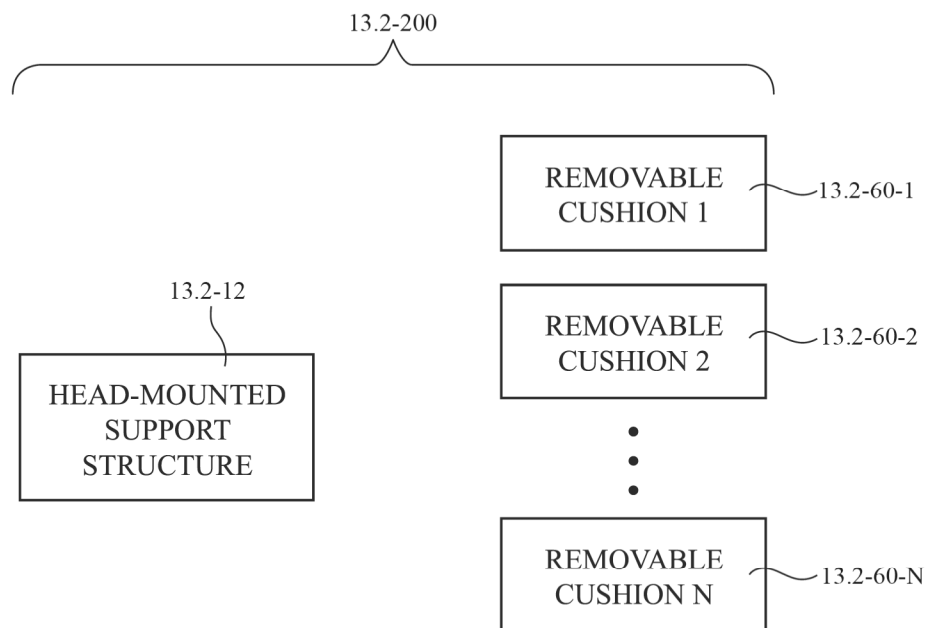 13.2-200
REMOVABLE
CUSHION 1
13.2-60-1
13.2-12
REMOVABLE
CUSHION 2
13.2-60-2
HEAD-MOUNTED
SUPPORT
STRUCTURE
REMOVABLE
CUSHION N
13.2-60-N